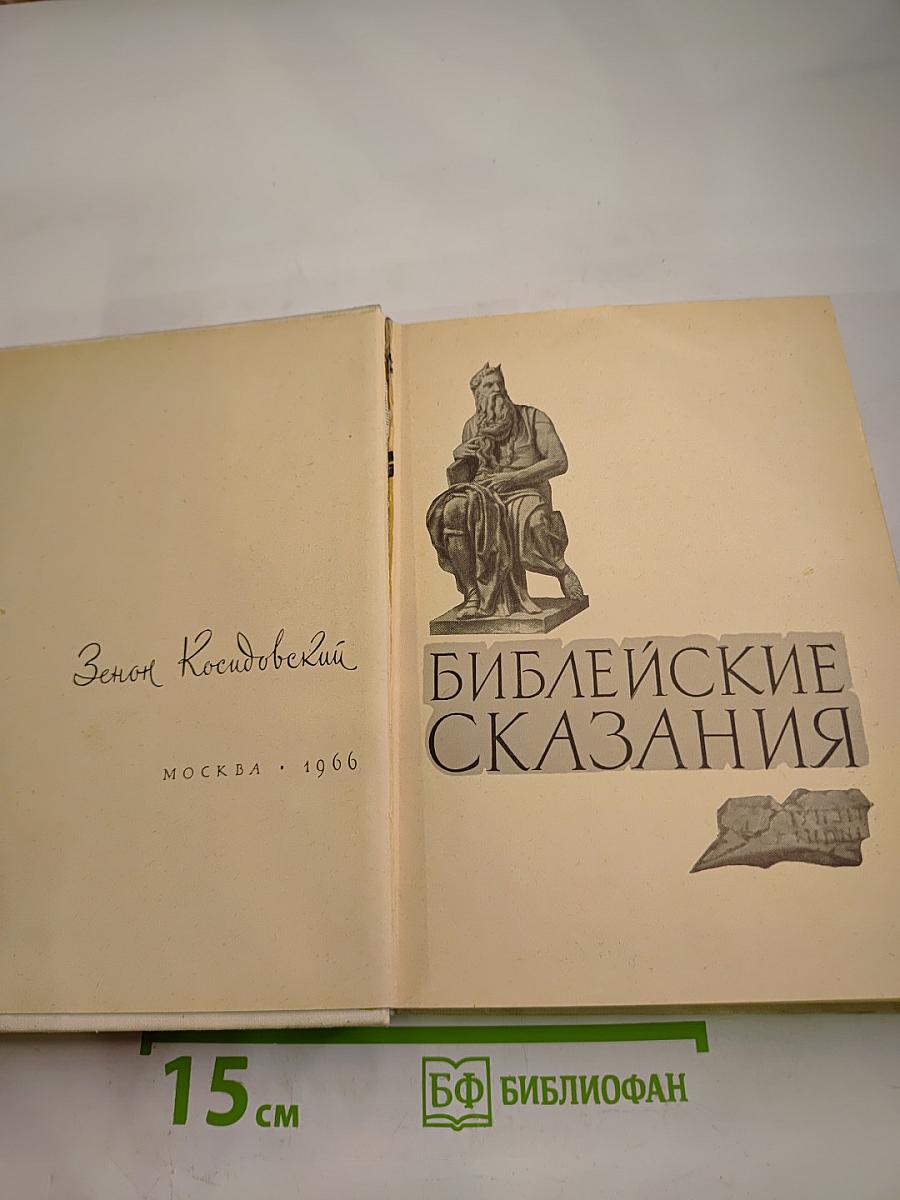 Зенон Косидовский
МОСКВА · 1966
БИБЛЕЙСКИЕ
СКАЗАНИЯ
15 см
БФ БИБЛИОФАН